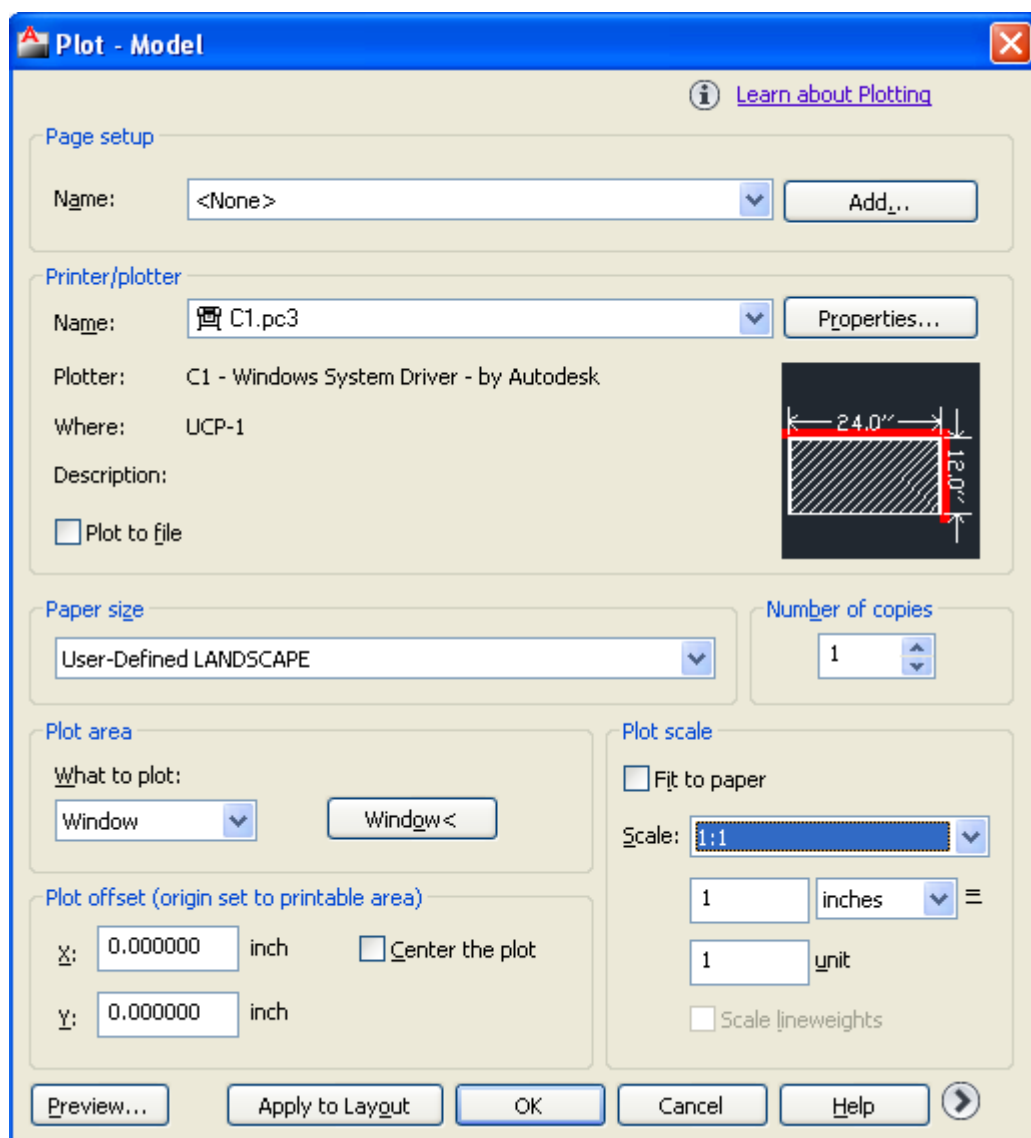 Plot - Model
Learn about Plotting
Page setup
Name: <None> Add...
Printer/plotter
Name: C1.pc3 Properties...
Plotter: C1 - Windows System Driver - by Autodesk
Where: UCP-1
Description:
Plot to file
24.0''
12.0''
Paper size
User-Defined LANDSCAPE
Number of copies
1
Plot area
What to plot:
Window Window<
Plot offset (origin set to printable area)
X: 0.000000 inch Center the plot
Y: 0.000000 inch
Plot scale
Fit to paper
Scale: 1:1
1 inches =
1 unit
Scale lineweights
Preview... Apply to Layout OK Cancel Help